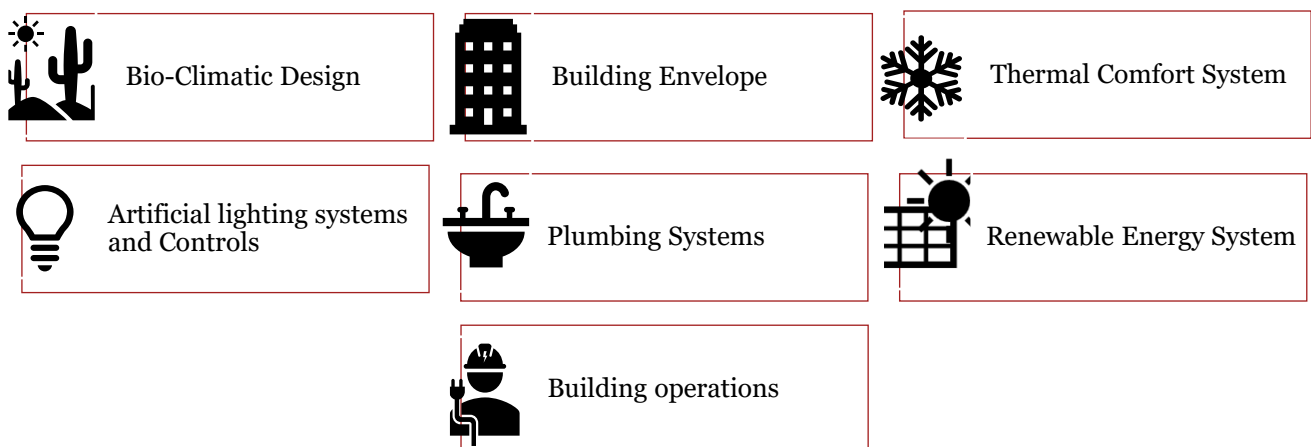 Bio-Climatic Design
Building Envelope
Thermal Comfort System
Artificial lighting systems
and Controls
Plumbing Systems
Renewable Energy System
Building operations